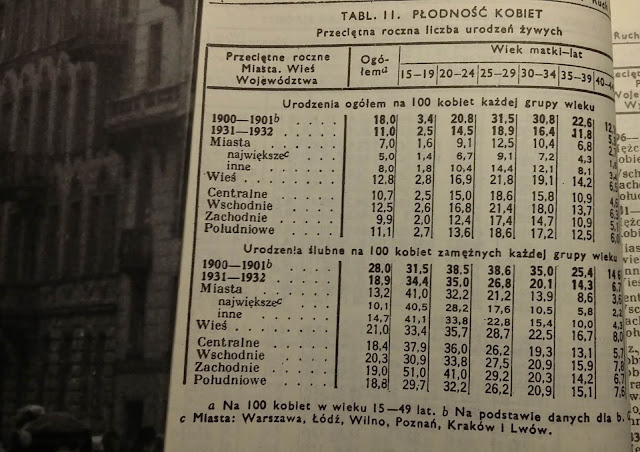 Ruch
TABL. II. PŁODNOŚĆ KOBIET
Przeciętna roczna liczba urodzeń żywych
Przeciętne roczne Miasta. Wieś Województwa Ogółemᵃ Wiek matki—lat
15—19 20—24 25—29 30—34 35—39
Urodzenia ogółem na 100 kobiet każdej grupy wieku
1900—1901ᵇ . . . . 18,0 3,4 20,8 31,5 30,8 22,6
1931—1932 . . . . 11,0 2,5 14,5 18,9 16,4 11,8
Miasta . . . . . . 7,0 1,6 9,1 12,5 10,4 6,8
największeᶜ . . . . 5,0 1,4 6,7 9,1 7,2 4,3
inne . . . . . . 8,0 1,8 10,4 14,4 12,1 8,1
Wieś . . . . . . 12,8 2,8 16,9 21,8 19,1 14,2
Centralne . . . . . 10,7 2,5 15,0 18,6 15,8 10,9
Wschodnie . . . . . 12,5 2,6 16,8 21,4 18,0 13,7
Zachodnie . . . . . 9,9 2,0 12,4 17,4 14,7 10,9
Południowe . . . . 11,1 2,7 13,6 18,6 17,2 12,5
Urodzenia ślubne na 100 kobiet zamężnych każdej grupy wieku
1900—1901ᵇ . . . . 28,0 31,5 38,5 38,6 35,0 25,4 14,6
1931—1932 . . . . 18,9 34,4 35,0 26,8 20,1 14,3
Miasta . . . . . . 13,2 41,0 32,2 21,2 13,9 8,6
największeᶜ . . . . 10,1 40,5 28,2 17,6 10,5 5,8
inne . . . . . . 14,7 41,1 33,8 22,8 15,4 10,0
Wieś . . . . . . 21,0 33,4 35,7 28,7 22,5 16,7
Centralne . . . . . 18,4 37,9 36,0 26,2 19,3 13,1
Wschodnie . . . . . 20,3 30,9 33,8 27,5 20,9 15,9
Zachodnie . . . . . 19,0 51,0 41,0 29,2 20,3 14,2
Południowe . . . . 18,8 29,7 32,2 26,2 20,9 15,1
a Na 100 kobiet w wieku 15—49 lat. b Na podstawie danych dla b.
c Miasta: Warszawa, Łódź, Wilno, Poznań, Kraków i Lwów.